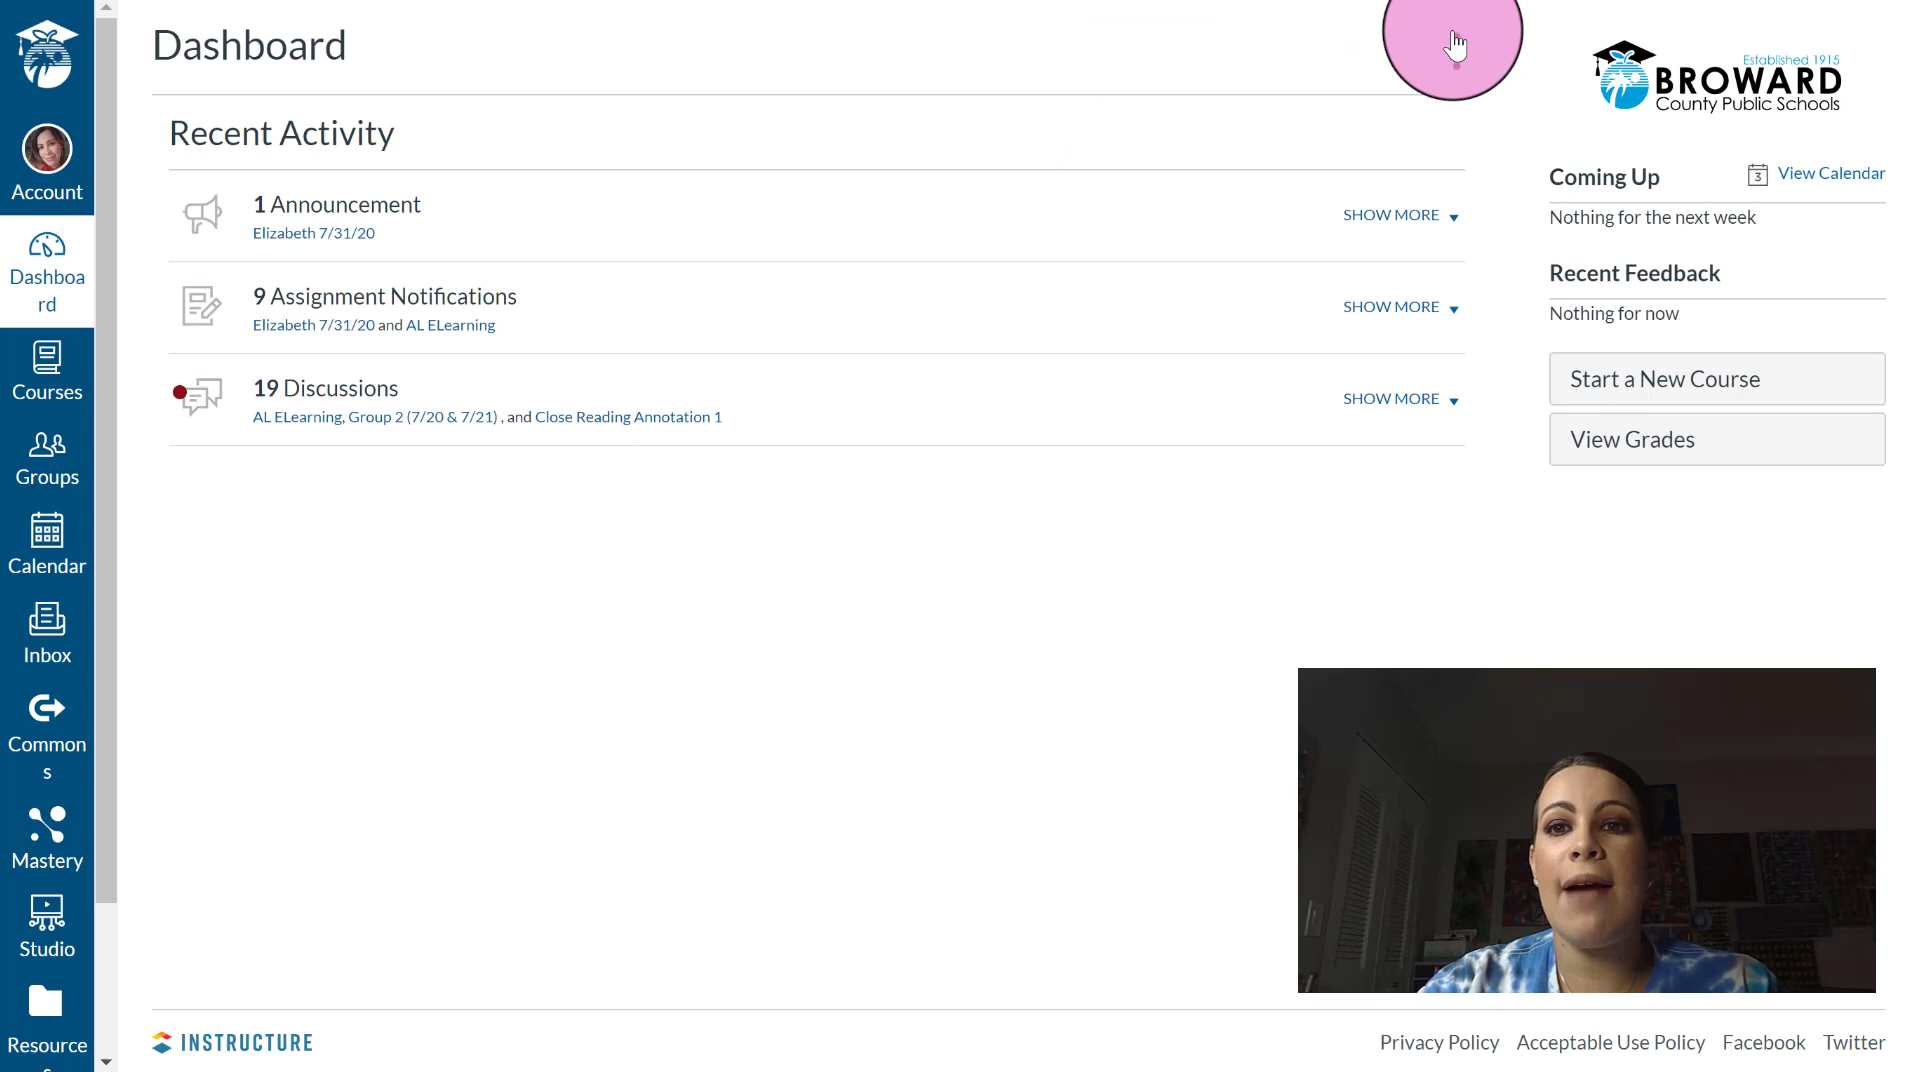 Dashboard
Established 1915
BROWARD
County Public Schools
Account
Dashboa
rd
Courses
Groups
Calendar
Inbox
Common
s
Mastery
Studio
Resource
s
Recent Activity
1 Announcement
Elizabeth 7/31/20
SHOW MORE
9 Assignment Notifications
Elizabeth 7/31/20 and AL ELearning
SHOW MORE
19 Discussions
AL ELearning, Group 2 (7/20 & 7/21) , and Close Reading Annotation 1
SHOW MORE
Coming Up
3 View Calendar
Nothing for the next week
Recent Feedback
Nothing for now
Start a New Course
View Grades
INSTRUCTURE
Privacy Policy Acceptable Use Policy Facebook Twitter